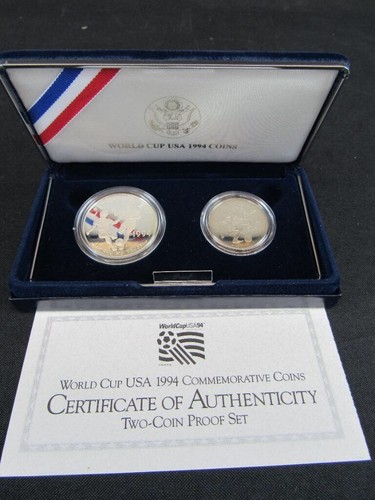 WORLD CUP USA 1994 COINS
WorldCupUSA94
WORLD CUP USA 1994 COMMEMORATIVE COINS
CERTIFICATE OF AUTHENTICITY
TWO-COIN PROOF SET